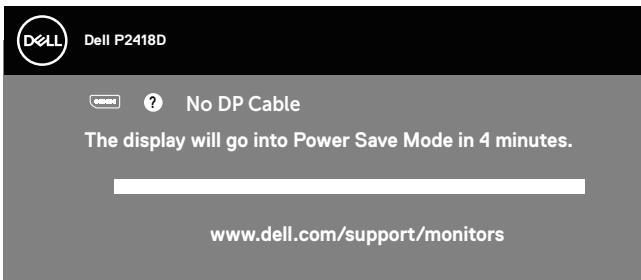 DELL
Dell P2418D
? No DP Cable
The display will go into Power Save Mode in 4 minutes.
www.dell.com/support/monitors